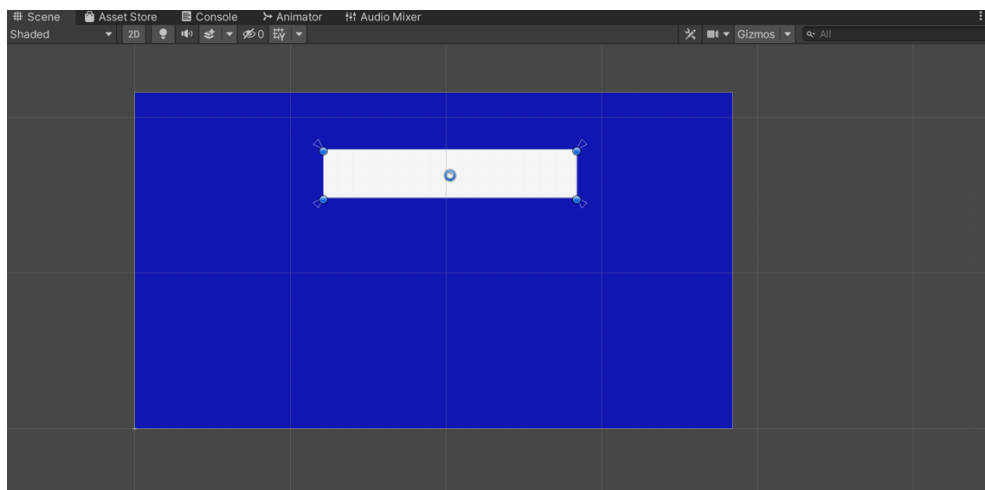 Scene Asset Store Console Animator Audio Mixer
Shaded 2D 0 Gizmos All